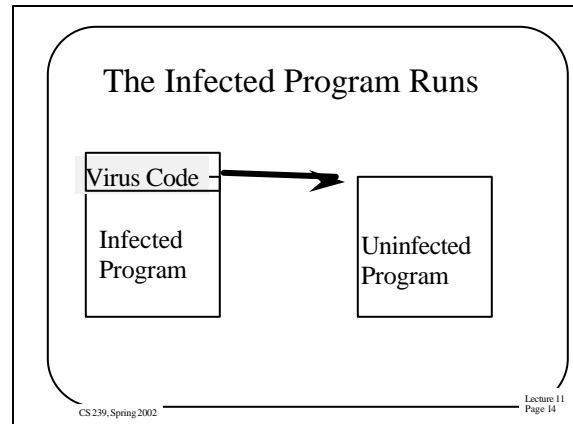 The Infected Program Runs
Virus Code
Infected
Program
Uninfected
Program
CS 239, Spring 2002
Lecture 11
Page 14